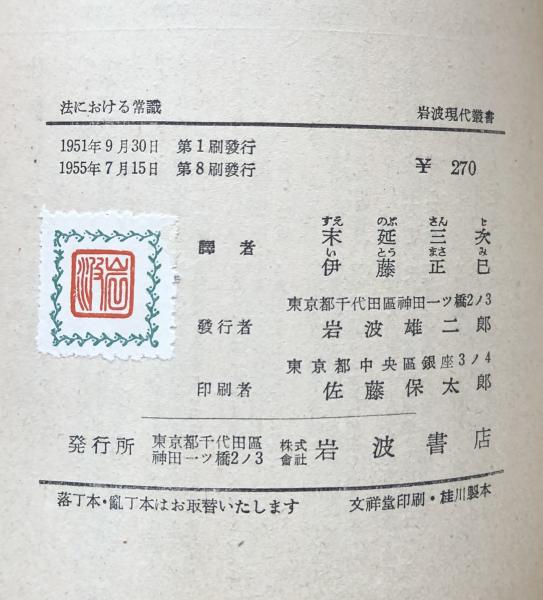 法における常識 岩波現代叢書
1951年9月30日 第1刷發行
1955年7月15日 第8刷發行 ¥ 270
岩波
すえ のぶ さん じ
譯者 末延三次
い とう まさ み
伊藤正巳
東京都千代田區神田一ツ橋2ノ3
發行者 岩波雄二郎
東京都中央區銀座3ノ4
印刷者 佐藤保太郎
発行所 東京都千代田區神田一ツ橋2ノ3 株式會社 岩波書店
落丁本・亂丁本はお取替いたします 文祥堂印刷・桂川製本